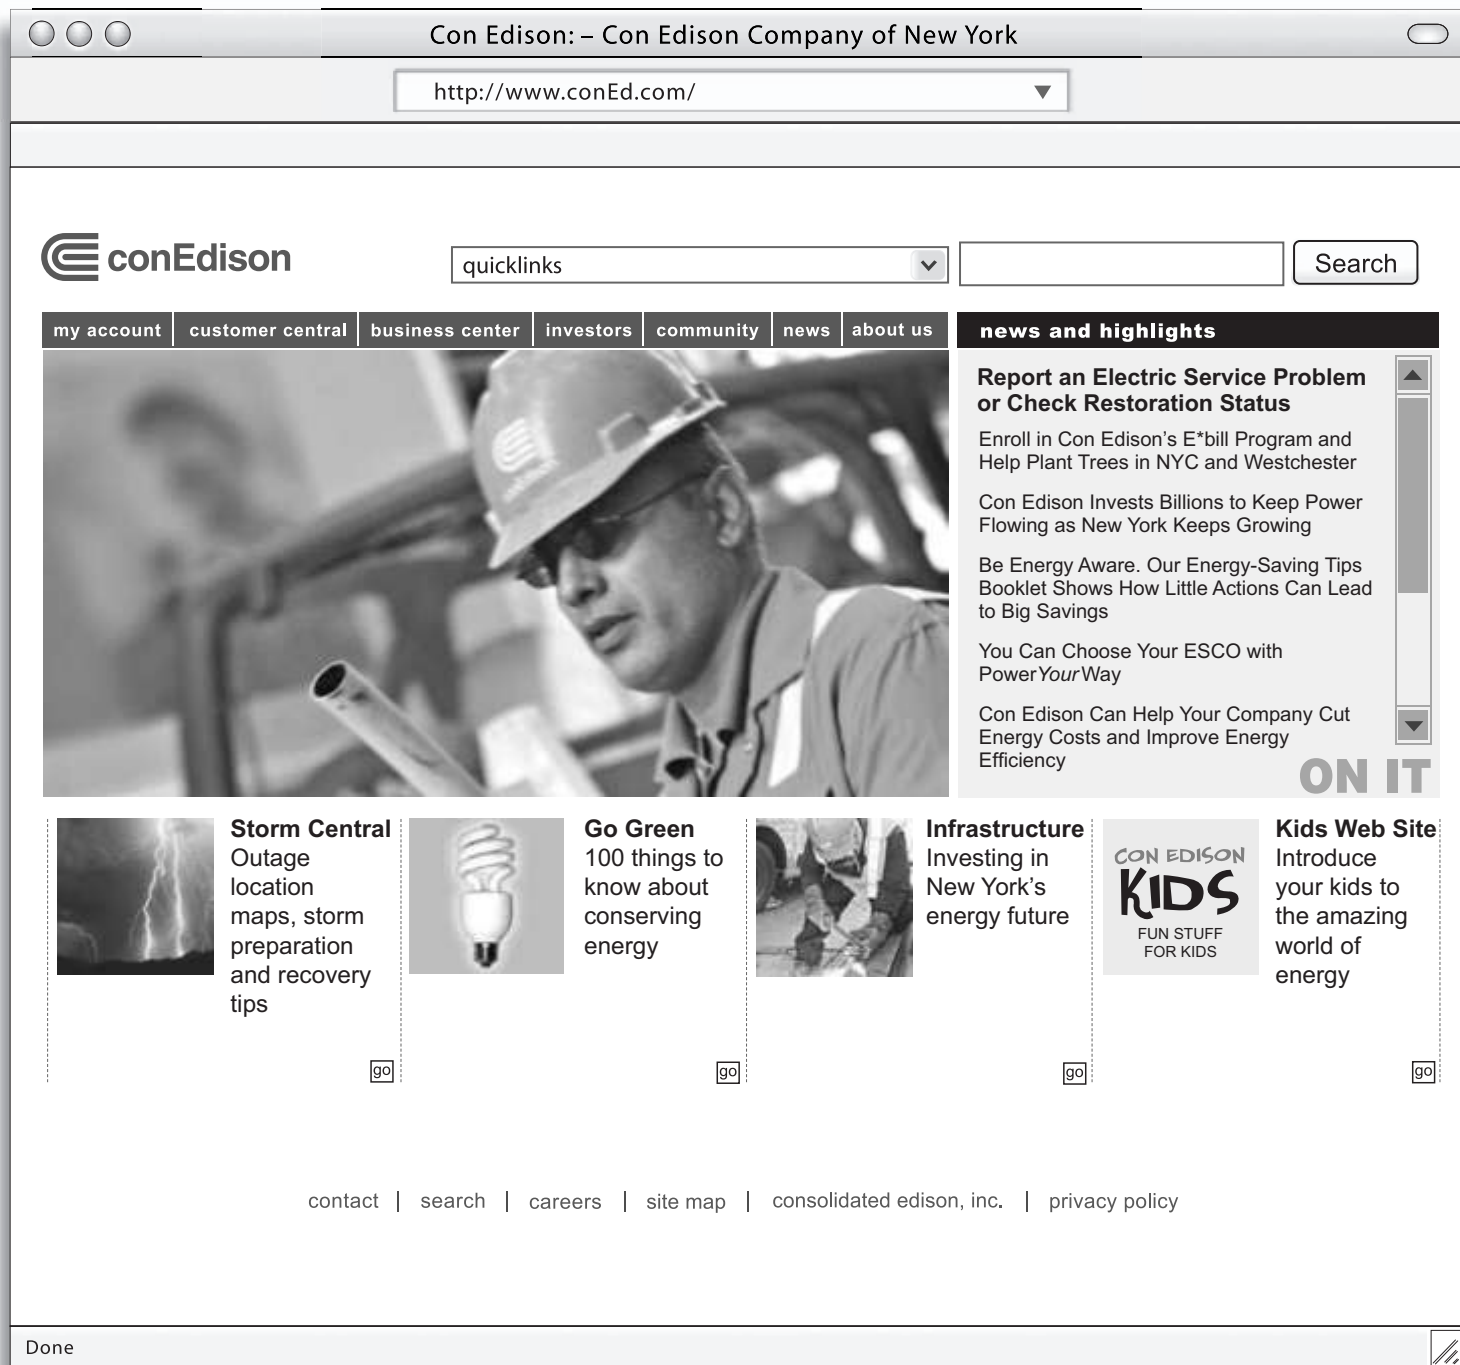 Con Edison: – Con Edison Company of New York
http://www.conEd.com/
conEdison
quicklinks
Search
my account
customer central
business center
investors
community
news
about us
news and highlights
Report an Electric Service Problem
or Check Restoration Status
Enroll in Con Edison’s E*bill Program and
Help Plant Trees in NYC and Westchester
Con Edison Invests Billions to Keep Power
Flowing as New York Keeps Growing
Be Energy Aware. Our Energy-Saving Tips
Booklet Shows How Little Actions Can Lead
to Big Savings
You Can Choose Your ESCO with
PowerYourWay
Con Edison Can Help Your Company Cut
Energy Costs and Improve Energy
Efficiency
ON IT
Storm Central
Outage
location
maps, storm
preparation
and recovery
tips
go
Go Green
100 things to
know about
conserving
energy
go
Infrastructure
Investing in
New York’s
energy future
go
CON EDISON
KIDS
FUN STUFF
FOR KIDS
Kids Web Site
Introduce
your kids to
the amazing
world of
energy
go
contact | search | careers | site map | consolidated edison, inc. | privacy policy
Done